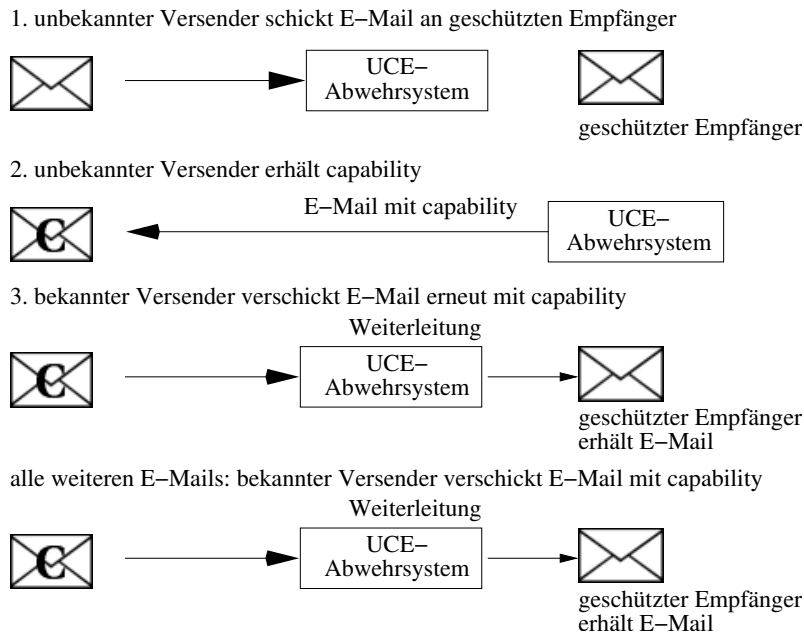 1. unbekannter Versender schickt E−Mail an geschützten Empfänger
UCE−
Abwehrsystem
geschützter Empfänger
2. unbekannter Versender erhält capability
E−Mail mit capability
C
UCE−
Abwehrsystem
3. bekannter Versender verschickt E−Mail erneut mit capability
Weiterleitung
C
UCE−
Abwehrsystem
geschützter Empfänger
erhält E−Mail
alle weiteren E−Mails: bekannter Versender verschickt E−Mail mit capability
Weiterleitung
C
UCE−
Abwehrsystem
geschützter Empfänger
erhält E−Mail